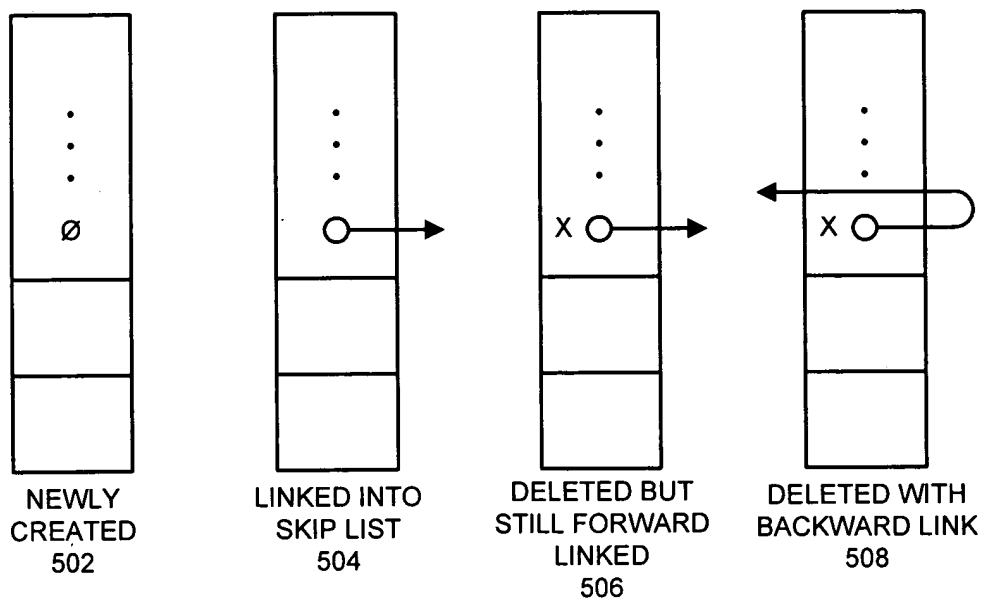 Ø
X
X
NEWLY
CREATED
502
LINKED INTO
SKIP LIST
504
DELETED BUT
STILL FORWARD
LINKED
506
DELETED WITH
BACKWARD LINK
508